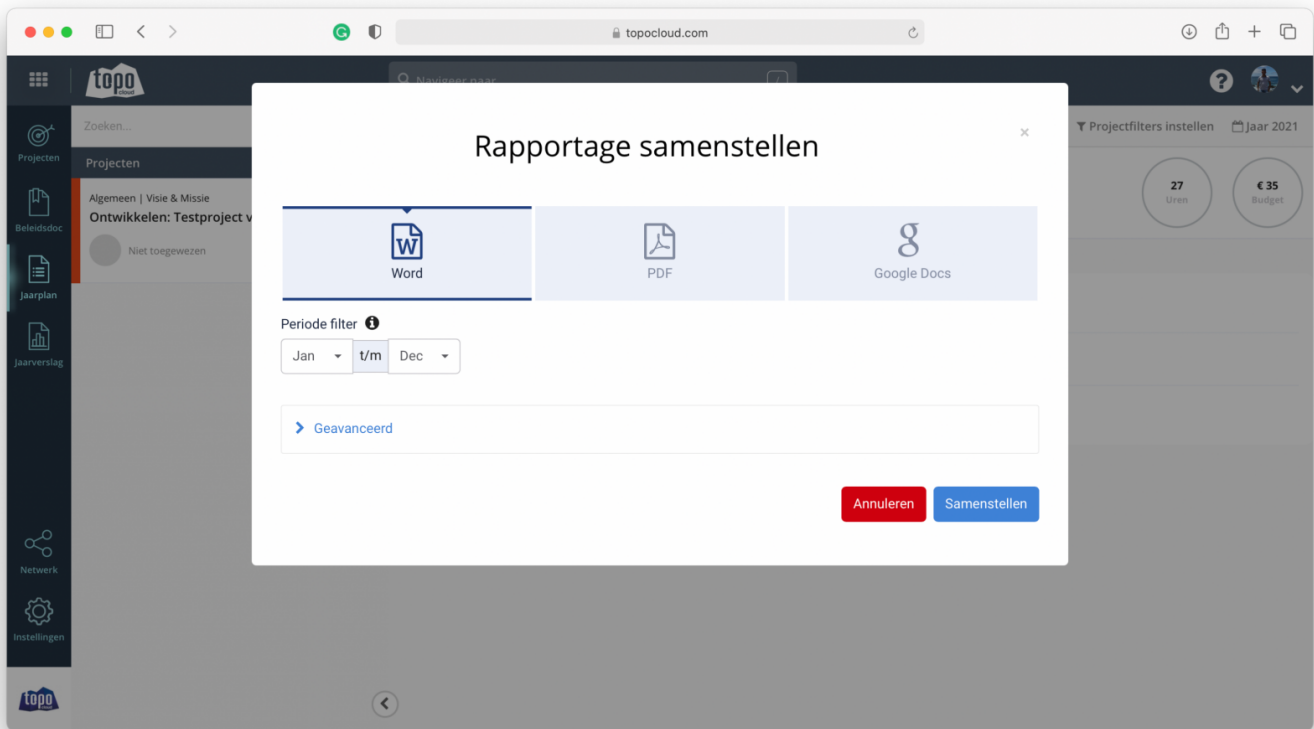 topocloud.com
topo
cloud
Navigeer naar
/
?
Zoeken...
Projectfilters instellen
Jaar 2021
Projecten
Projecten
Algemeen | Visie & Missie
Ontwikkelen: Testproject v
Niet toegewezen
27
Uren
€ 35
Budget
Beleidsdoc
Jaarplan
Jaarverslag
Netwerk
Instellingen
topo
Rapportage samenstellen
×
W
Word
PDF
g
Google Docs
Periode filter
Jan
t/m
Dec
Geavanceerd
Annuleren
Samenstellen